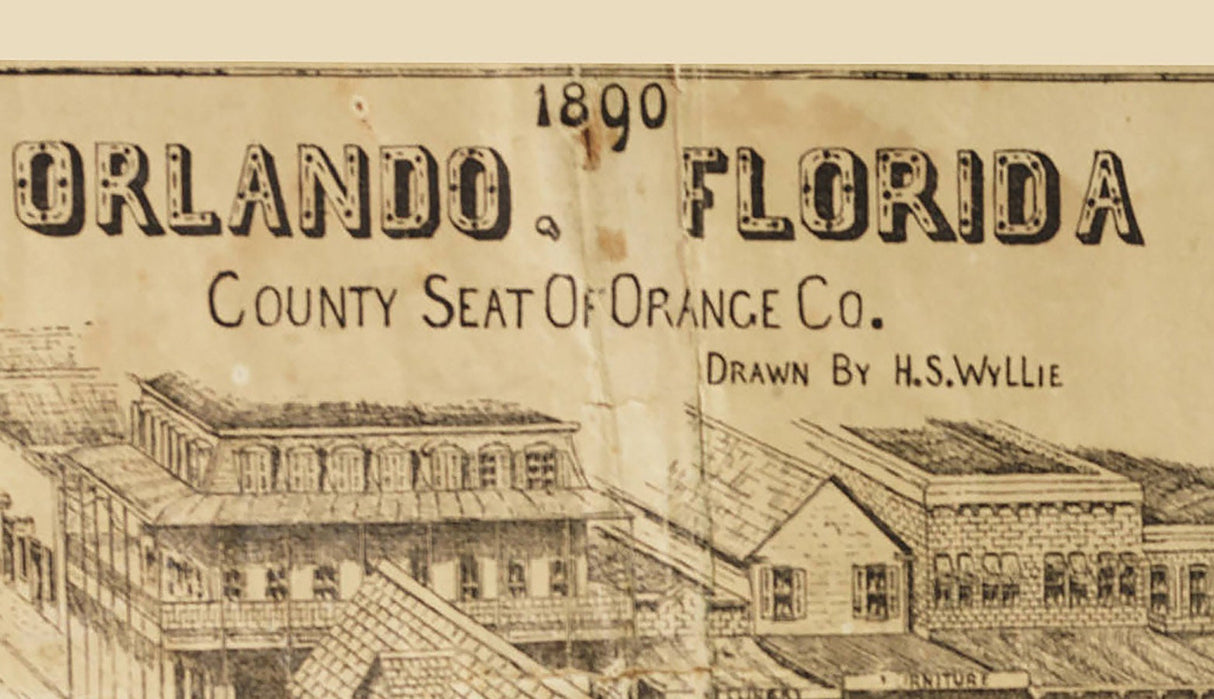 1890
ORLANDO. FLORIDA
COUNTY SEAT OF ORANGE CO.
DRAWN BY H.S.WYLLIE